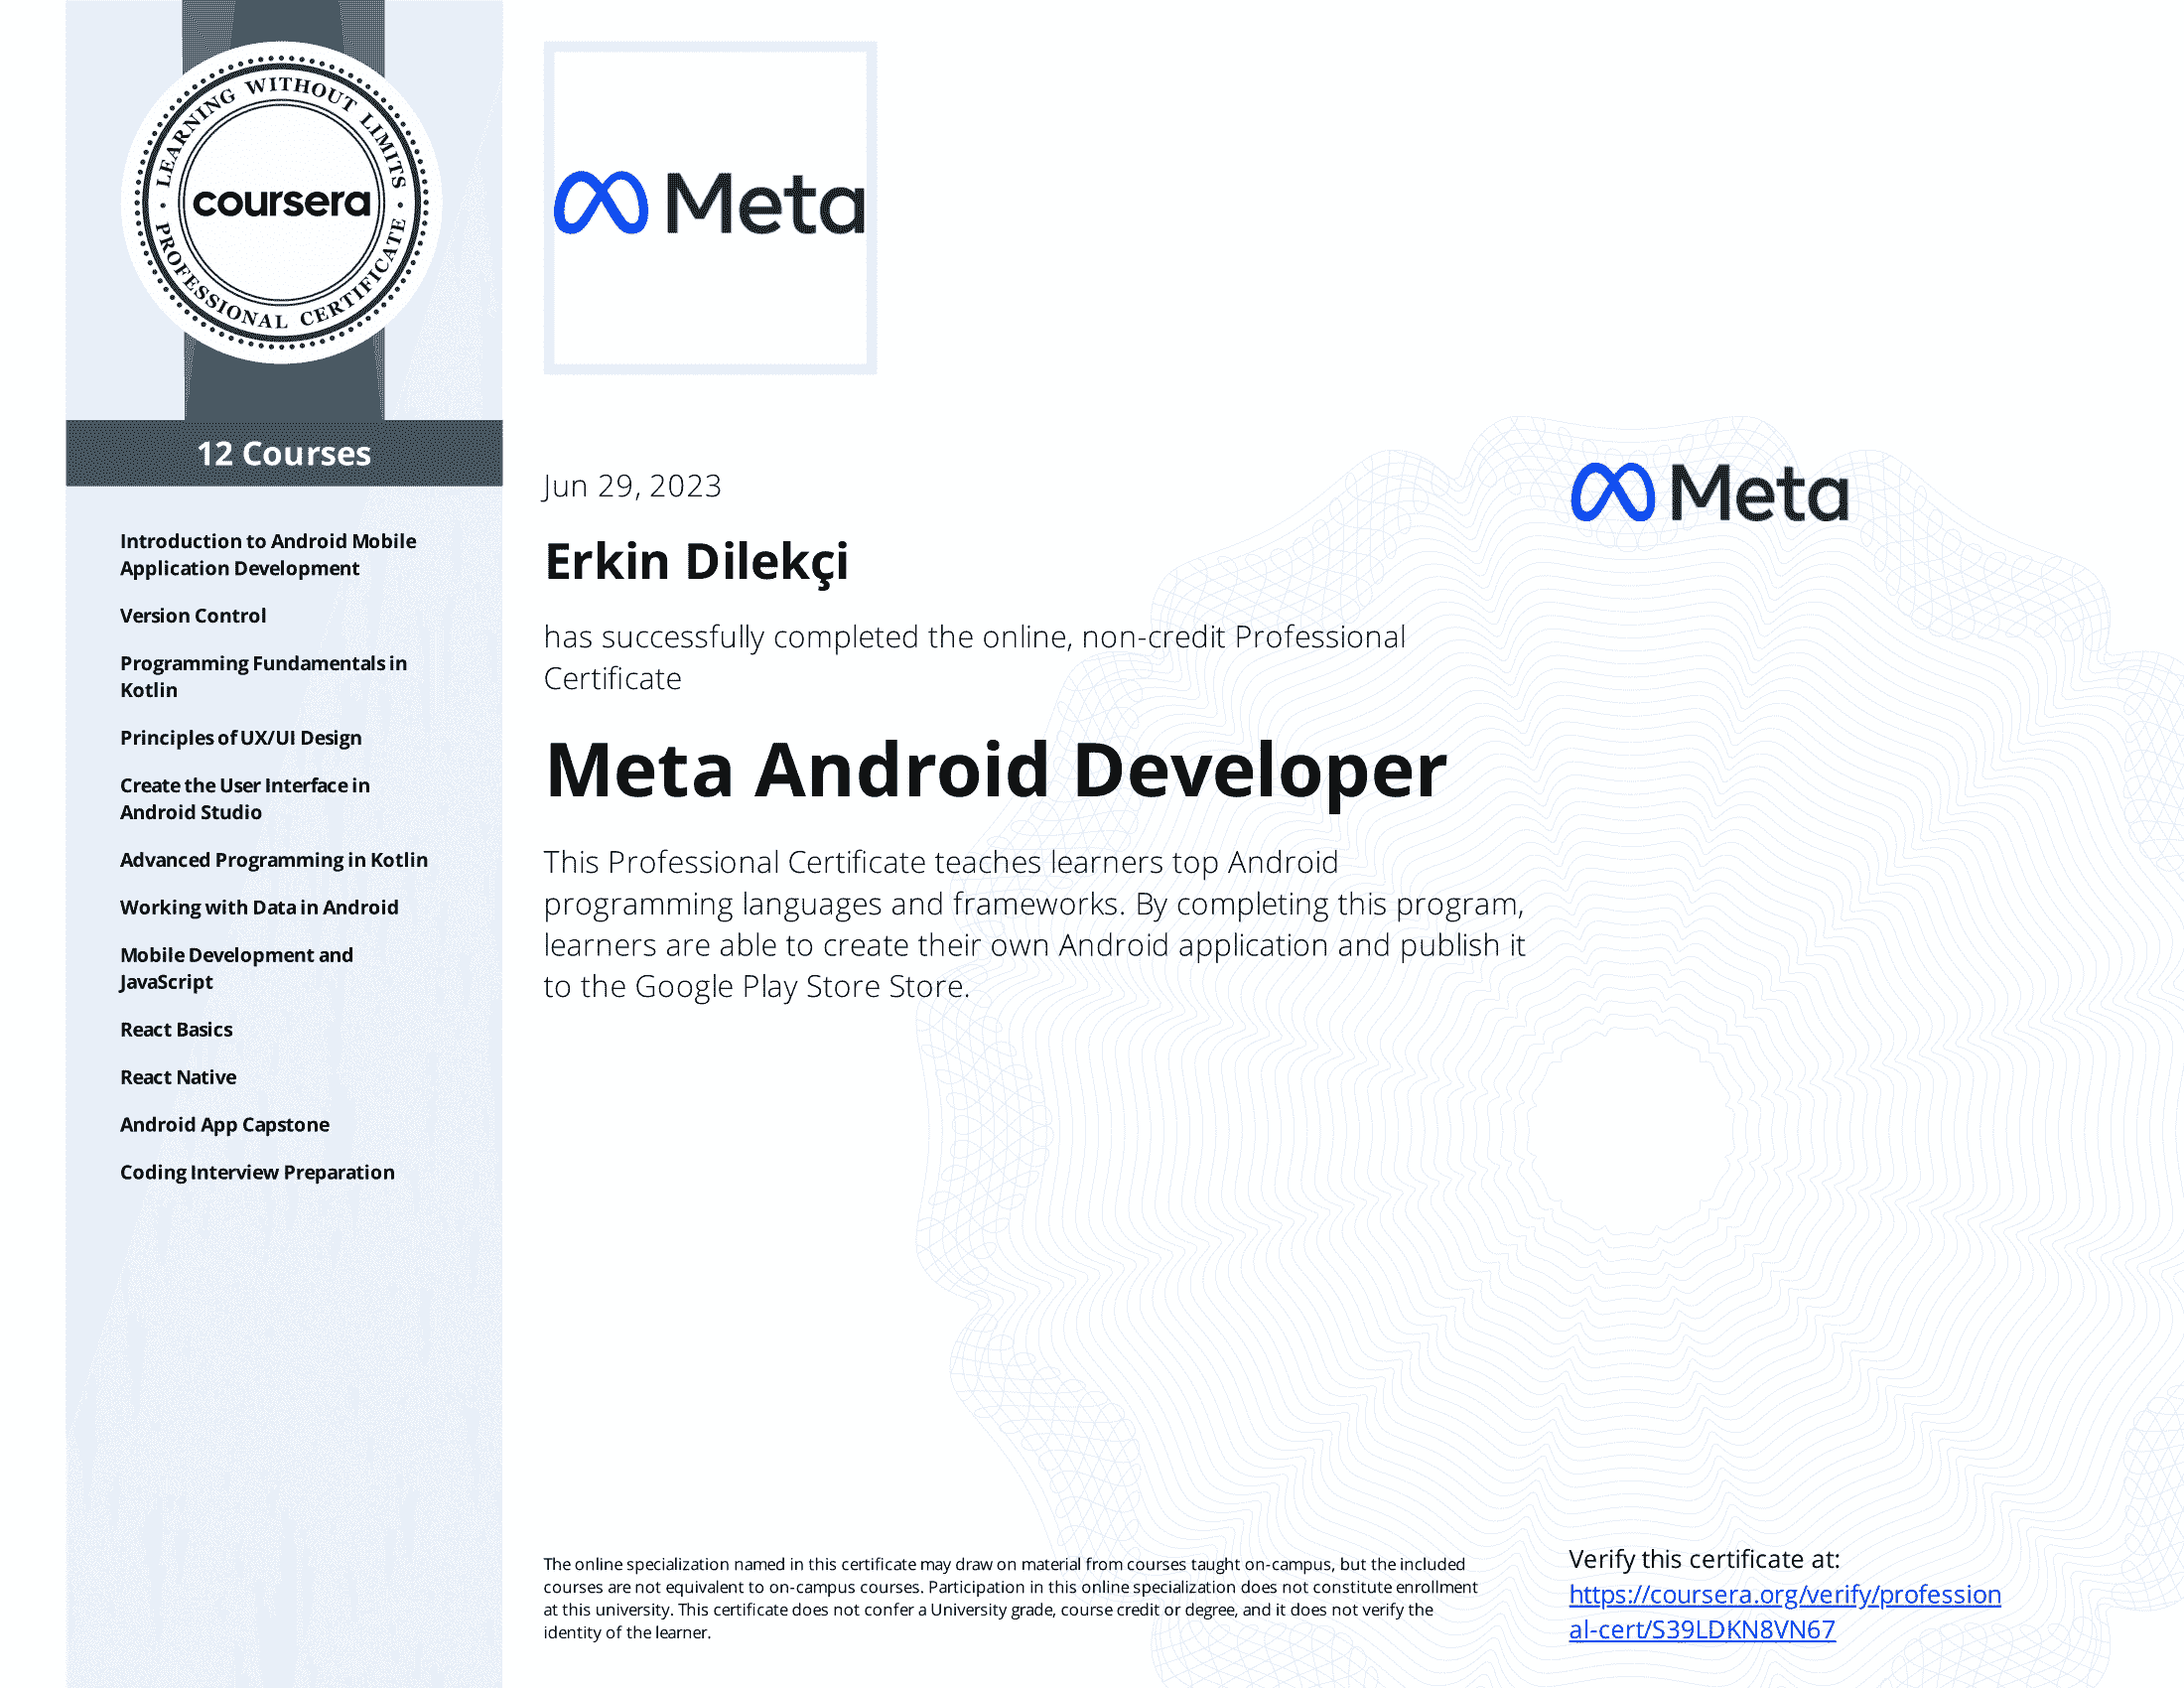 LEARNING WITHOUT LIMITS
coursera
PROFESSIONAL CERTIFICATE
12 Courses
Introduction to Android Mobile
Application Development
Version Control
Programming Fundamentals in
Kotlin
Principles of UX/UI Design
Create the User Interface in
Android Studio
Advanced Programming in Kotlin
Working with Data in Android
Mobile Development and
JavaScript
React Basics
React Native
Android App Capstone
Coding Interview Preparation
Meta
Jun 29, 2023
Erkin Dilekçi
has successfully completed the online, non-credit Professional
Certificate
Meta Android Developer
This Professional Certificate teaches learners top Android
programming languages and frameworks. By completing this program,
learners are able to create their own Android application and publish it
to the Google Play Store Store.
Meta
The online specialization named in this certificate may draw on material from courses taught on-campus, but the included
courses are not equivalent to on-campus courses. Participation in this online specialization does not constitute enrollment
at this university. This certificate does not confer a University grade, course credit or degree, and it does not verify the
identity of the learner.
Verify this certificate at:
https://coursera.org/verify/profession
al-cert/S39LDKN8VN67